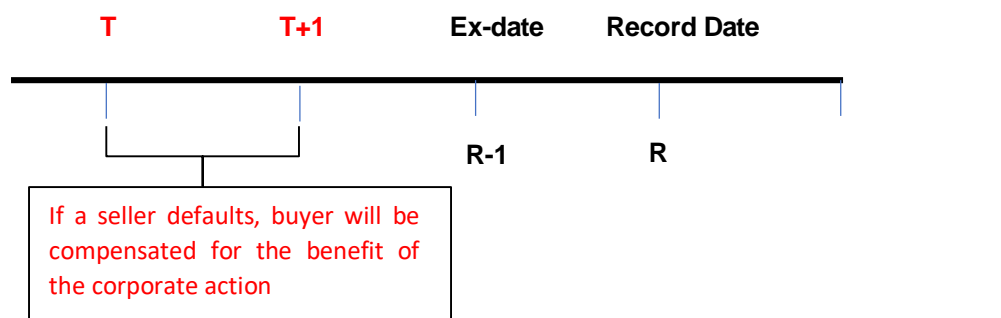 T T+1 Ex-date Record Date
R-1 R
If a seller defaults, buyer will be
compensated for the benefit of
the corporate action